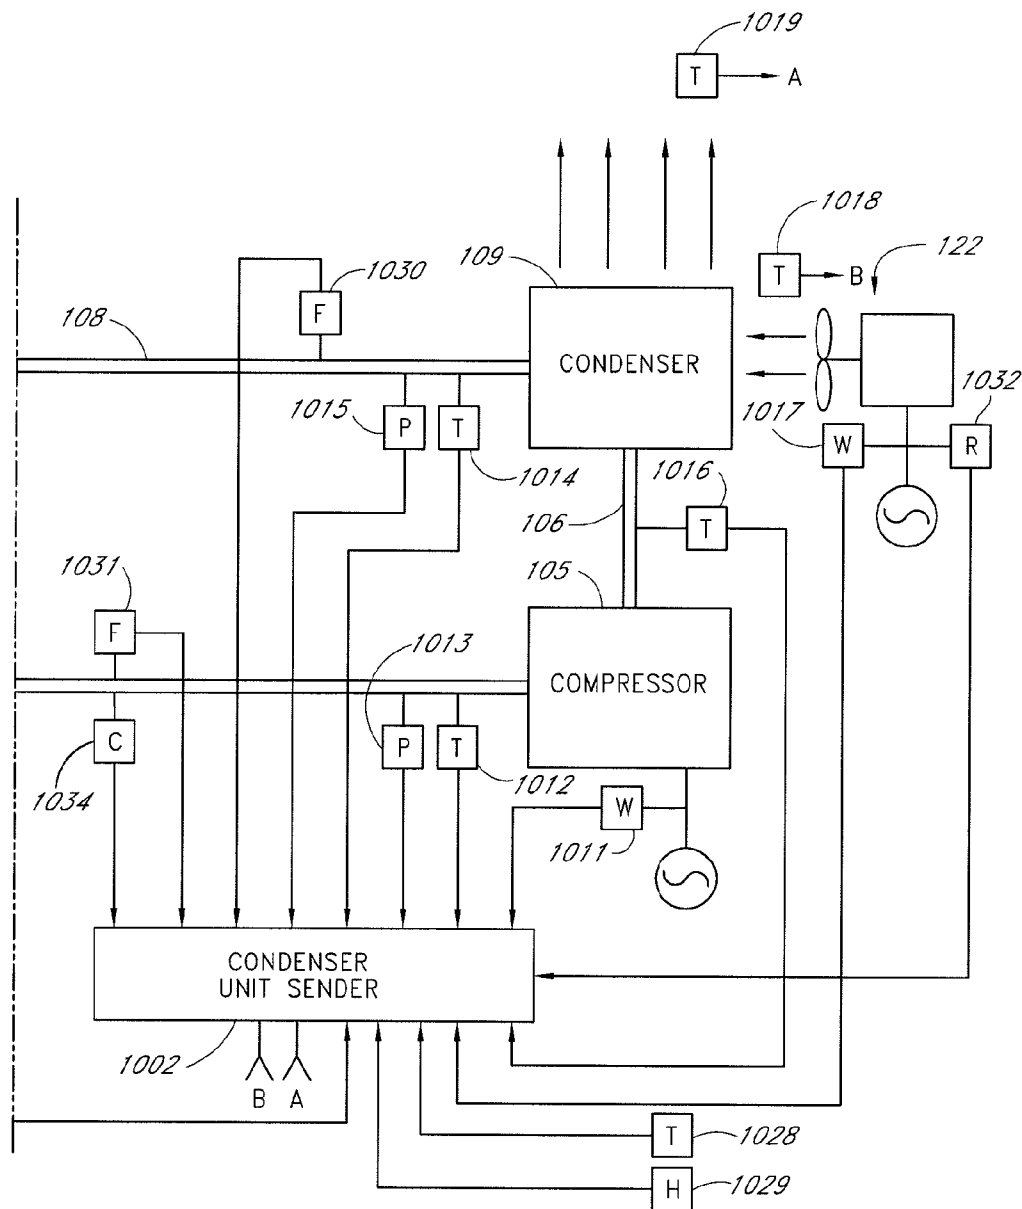 1019
T
A
1018
T
B
122
109
1030
F
108
CONDENSER
1032
1015
P
T
1014
1017
W
R
1016
T
106
105
1031
F
1013
COMPRESSOR
C
1034
P
T
1012
W
1011
CONDENSER
UNIT SENDER
1002
B
A
T
1028
H
1029